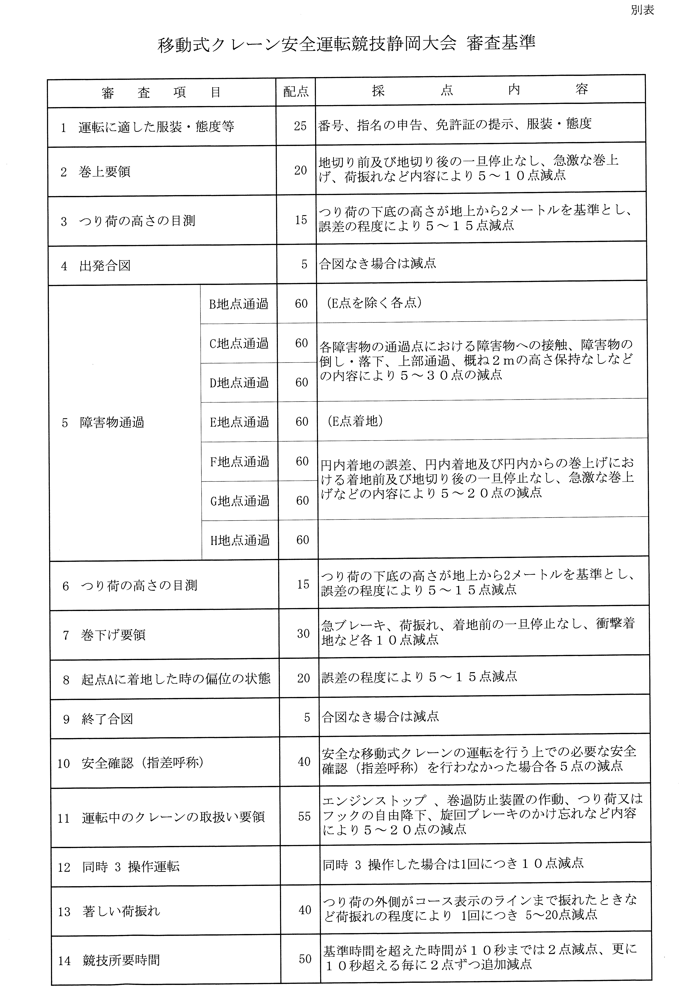 別表
移動式クレーン安全運転競技静岡大会 審査基準
審査項目 配点 採点内容
1 運転に適した服装・態度等 25 番号、指名の申告、免許証の提示、服装・態度
2 巻上要領 20 地切り前及び地切り後の一旦停止なし、急激な巻上
げ、荷振れなど内容により５～１０点減点
3 つり荷の高さの目測 15 つり荷の下底の高さが地上から2メートルを基準とし、
誤差の程度により５～１５点減点
4 出発合図 5 合図なき場合は減点
5 障害物通過
B地点通過 60 （E点を除く各点）
C地点通過 60
D地点通過 60
各障害物の通過点における障害物への接触、障害物の
倒し・落下、上部通過、概ね２ｍの高さ保持なしなど
の内容により５～３０点の減点
E地点通過 60 （E点着地）
F地点通過 60
G地点通過 60
円内着地の誤差、円内着地及び円内からの巻上げにお
ける着地前及び地切り後の一旦停止なし、急激な巻上
げなどの内容により５～２０点の減点
H地点通過 60
6 つり荷の高さの目測 15 つり荷の下底の高さが地上から2メートルを基準とし、
誤差の程度により５～１５点減点
7 巻下げ要領 30 急ブレーキ、荷振れ、着地前の一旦停止なし、衝撃着
地など各１０点減点
8 起点Aに着地した時の偏位の状態 20 誤差の程度により５～１５点減点
9 終了合図 5 合図なき場合は減点
10 安全確認（指差呼称） 40 安全な移動式クレーンの運転を行う上での必要な安全
確認（指差呼称）を行わなかった場合各５点の減点
11 運転中のクレーンの取扱い要領 55 エンジンストップ 、巻過防止装置の作動、つり荷又は
フックの自由降下、旋回ブレーキのかけ忘れなど内容
により５～２０点の減点
12 同時 3 操作運転 同時 3 操作した場合は1回につき１０点減点
13 著しい荷振れ 40 つり荷の外側がコース表示のラインまで振れたときな
ど荷振れの程度により 1回につき 5～20点減点
14 競技所要時間 50 基準時間を超えた時間が１０秒までは２点減点、更に
１０秒超える毎に２点ずつ追加減点